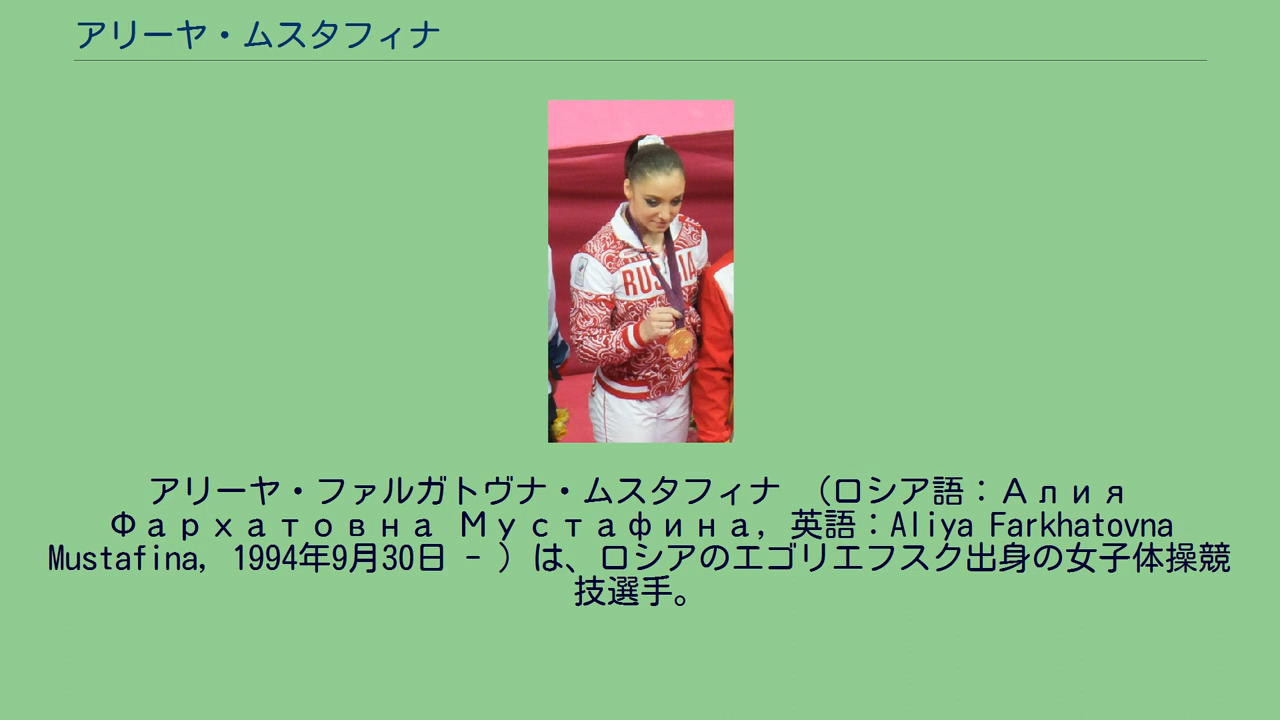 アリーヤ・ムスタフィナ
RUSSIA
アリーヤ・ファルガトヴナ・ムスタフィナ （ロシア語：Алия
Фархатовна Мустафина, 英語：Aliya Farkhatovna
Mustafina, 1994年9月30日 - ）は、ロシアのエゴリエフスク出身の女子体操競
技選手。